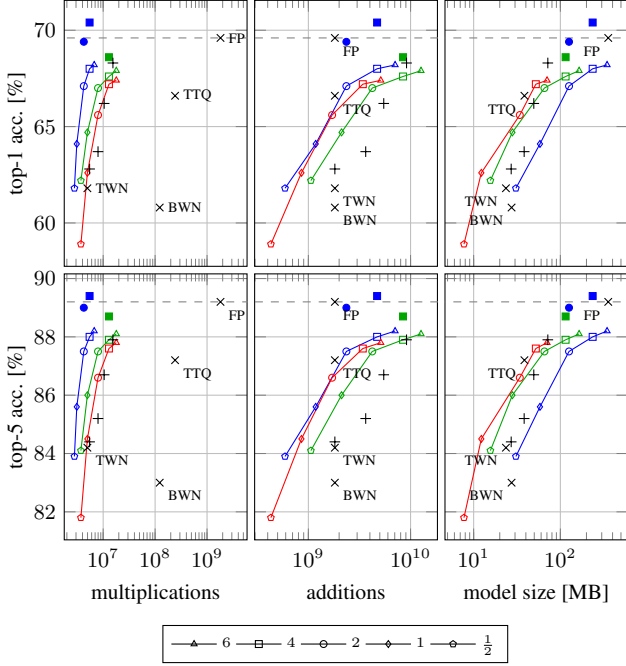 top-1 acc. [%]
70
65
60
FP
TTQ
TWN
BWN
FP
TTQ
TWN
BWN
FP
TTQ
TWN
BWN
top-5 acc. [%]
90
88
86
84
82
FP
TTQ
TWN
BWN
FP
TTQ
TWN
BWN
FP
TTQ
TWN
BWN
10^7 10^8 10^9
10^9 10^10
10^1 10^2
multiplications additions model size [MB]
6 4 2 1 1/2